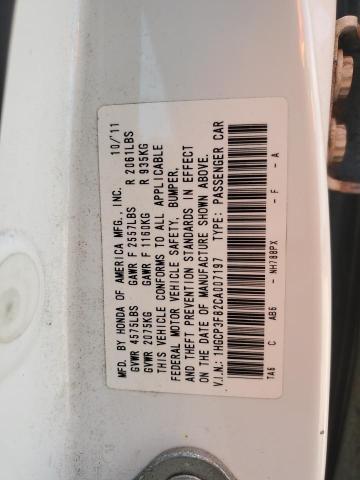 MFD. BY HONDA OF AMERICA MFG., INC. 10/11
GVWR 4575LBS GAWR F 2557LBS R 2061LBS
GVWR 2075KG GAWR F 1160KG R 935KG
THIS VEHICLE CONFORMS TO ALL APPLICABLE
FEDERAL MOTOR VEHICLE SAFETY, BUMPER,
AND THEFT PREVENTION STANDARDS IN EFFECT
ON THE DATE OF MANUFACTURE SHOWN ABOVE.
V.I.N.: 1HGCP3F82CA007197 TYPE: PASSENGER CAR
TA6 C AB6 - NH788PX - F - A